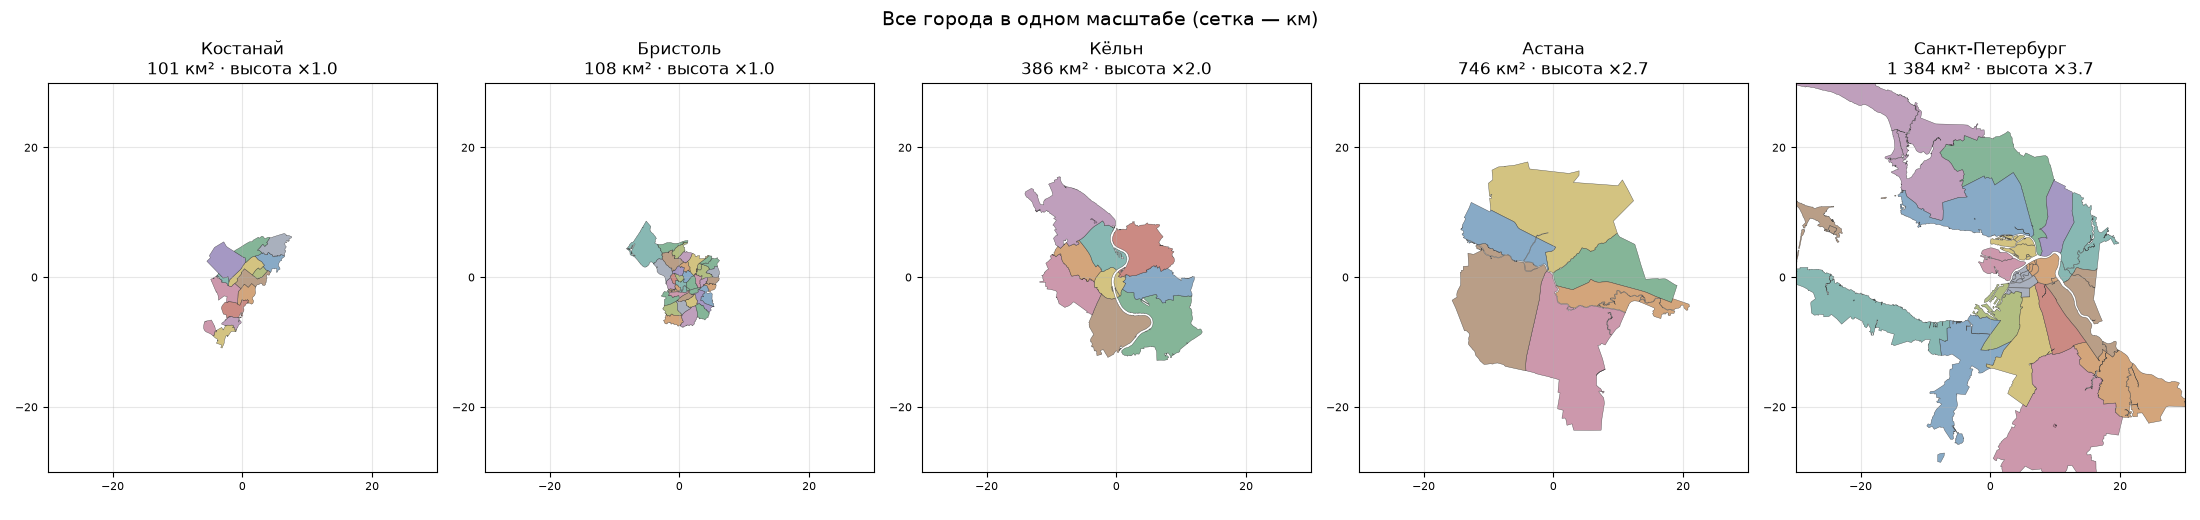 Все города в одном масштабе (сетка — км)
Костанай
101 км² · высота ×1.0
20
0
−20
−20
0
20
Бристоль
108 км² · высота ×1.0
20
0
−20
−20
0
20
Кёльн
386 км² · высота ×2.0
20
0
−20
−20
0
20
Астана
746 км² · высота ×2.7
20
0
−20
−20
0
20
Санкт-Петербург
1 384 км² · высота ×3.7
20
0
−20
−20
0
20